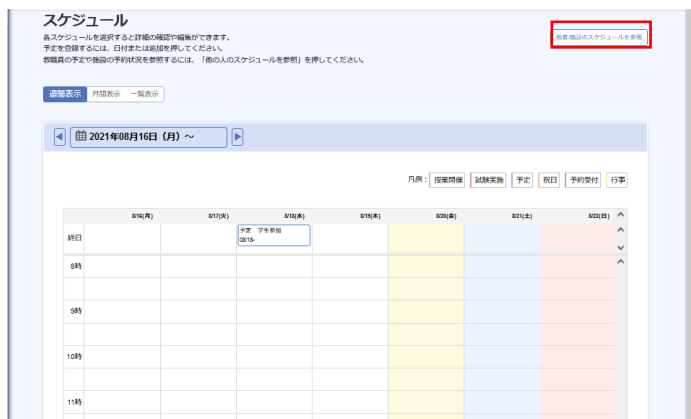 スケジュール
各スケジュールを選択すると詳細の確認や編集ができます。
予定を登録するには、日付または追加を押してください。
教職員の予定や施設の予約状況を参照するには、「他の人のスケジュールを参照」を押してください。
他者/施設のスケジュールを参照
週間表示 月間表示 一覧表示
2021年08月16日（月）～
凡例： 授業開催 試験実施 予定 祝日 予約受付 行事
8/16(月) 8/17(火) 8/18(水) 8/19(木) 8/20(金) 8/21(土) 8/22(日)
終日
予定 学生参加
08/18-
8時
9時
10時
11時